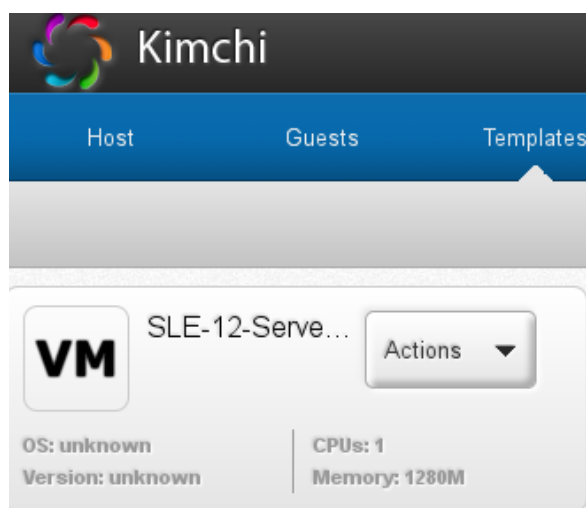 Kimchi
Host Guests Templates
SLE-12-Serve...
VM
Actions
OS: unknown
CPUs: 1
Version: unknown
Memory: 1280M